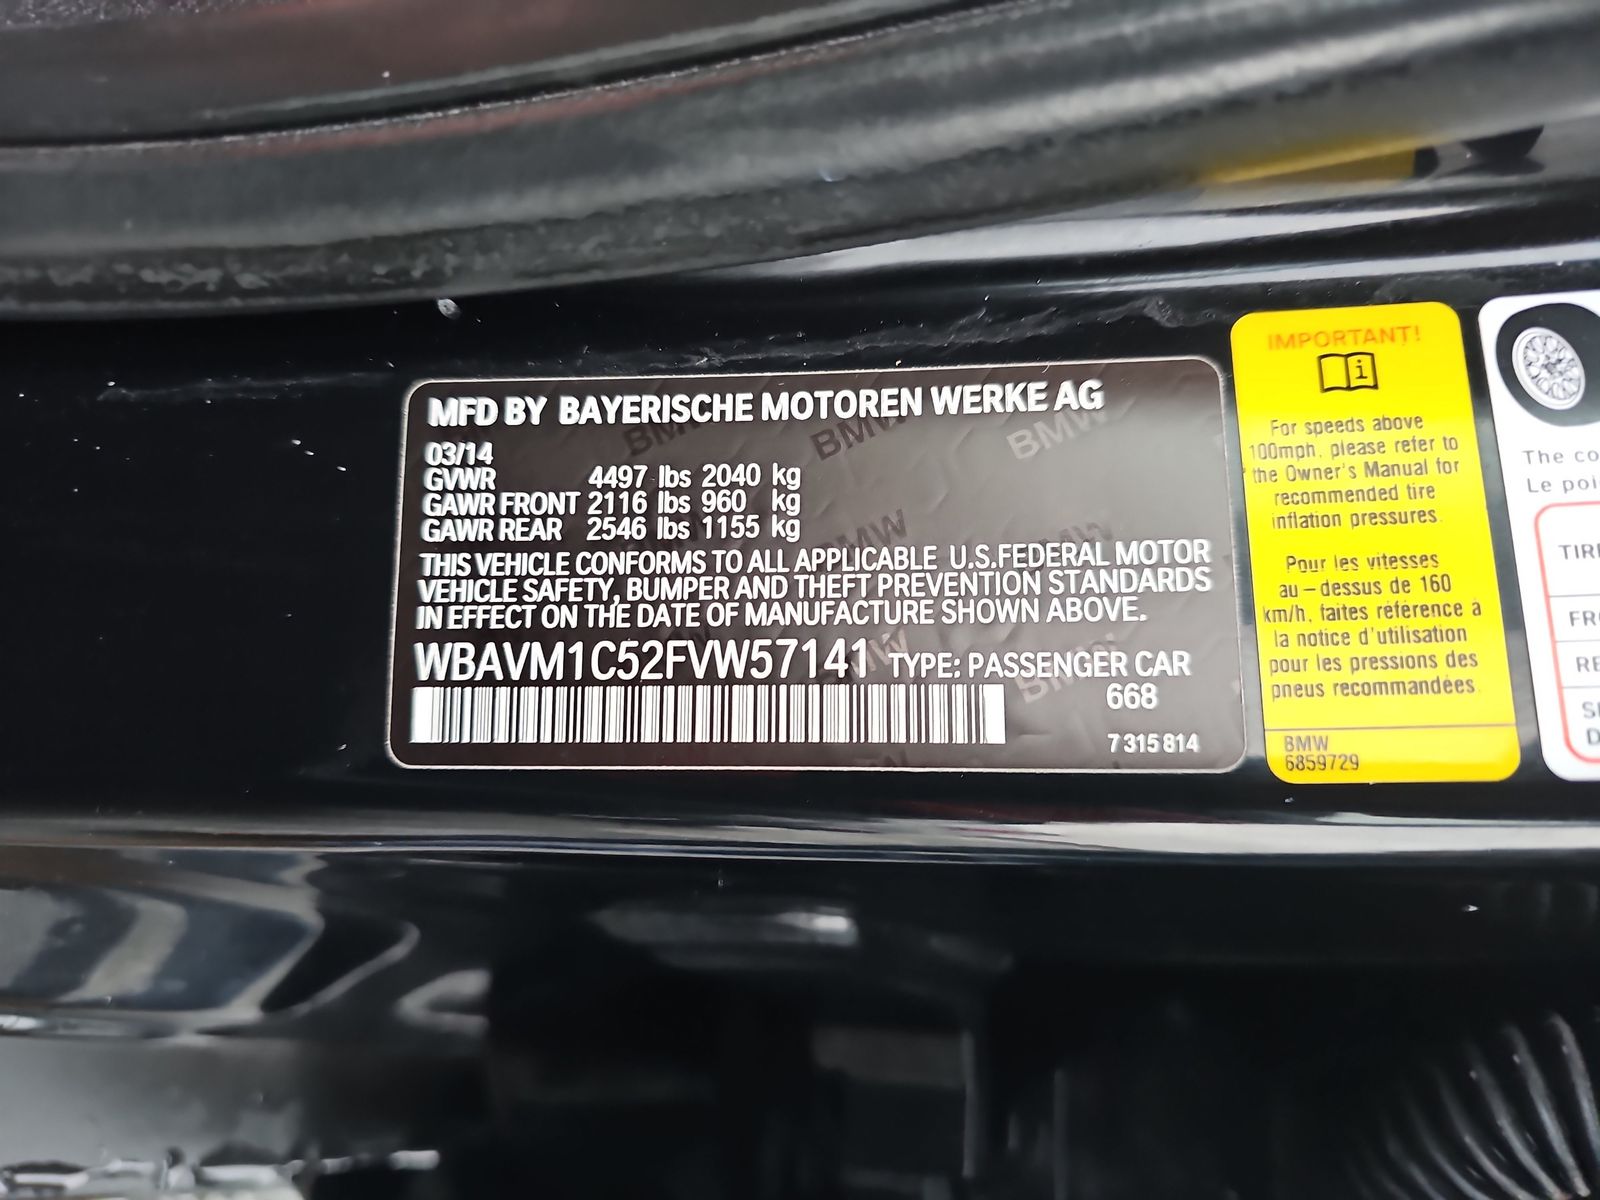 MFD BY BAYERISCHE MOTOREN WERKE AG
03/14
GVWR 4497 lbs 2040 kg
GAWR FRONT 2116 lbs 960 kg
GAWR REAR 2546 lbs 1155 kg
THIS VEHICLE CONFORMS TO ALL APPLICABLE U.S.FEDERAL MOTOR
VEHICLE SAFETY, BUMPER AND THEFT PREVENTION STANDARDS
IN EFFECT ON THE DATE OF MANUFACTURE SHOWN ABOVE.
WBAVM1C52FVW57141 TYPE: PASSENGER CAR
668
7 315 814
IMPORTANT!
For speeds above
100mph, please refer to
the Owner's Manual for
recommended tire
inflation pressures.
Pour les vitesses
au-dessus de 160
km/h, faites référence à
la notice d'utilisation
pour les pressions des
pneus recommandées.
BMW
6859729
The
Le